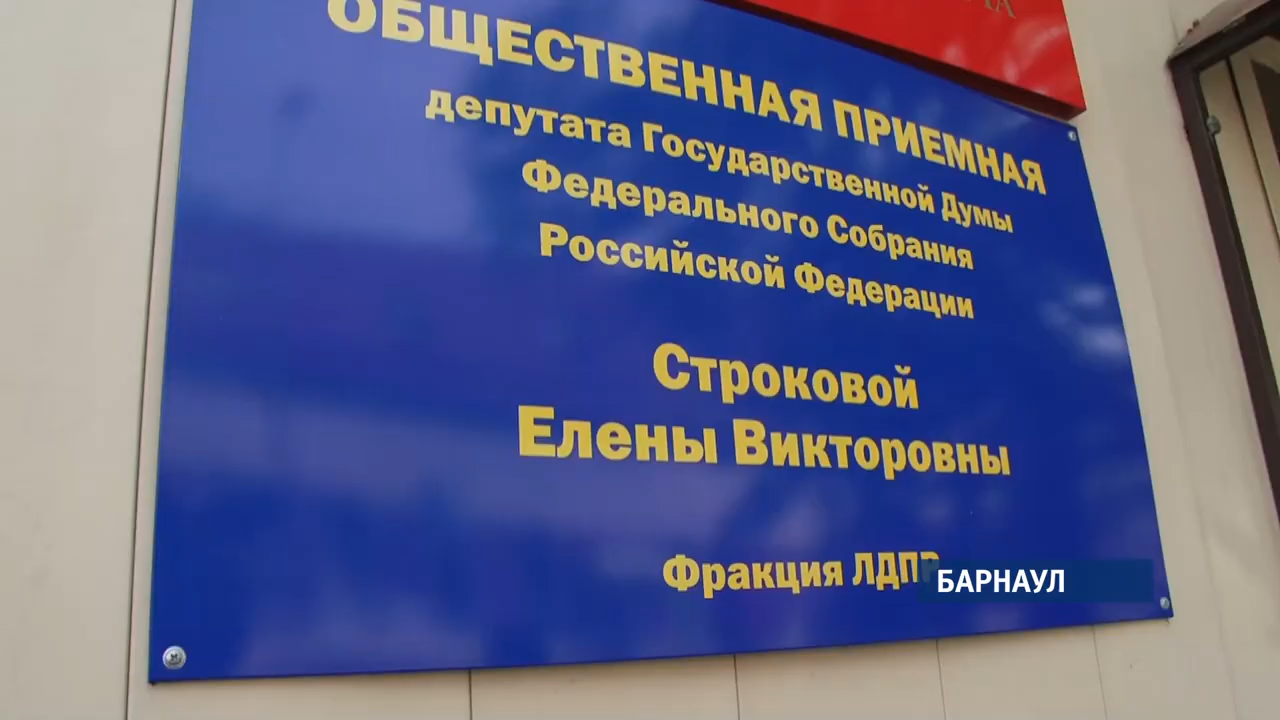 ОБЩЕСТВЕННАЯ ПРИЕМНАЯ
депутата Государственной Думы
Федерального Собрания
Российской Федерации
Строковой
Елены Викторовны
Фракция ЛДПР
БАРНАУЛ